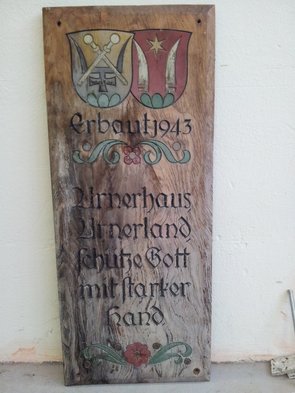 Erbaut 1943
Urnerhaus
Urnerland
schütze Gott
mit starker
Hand